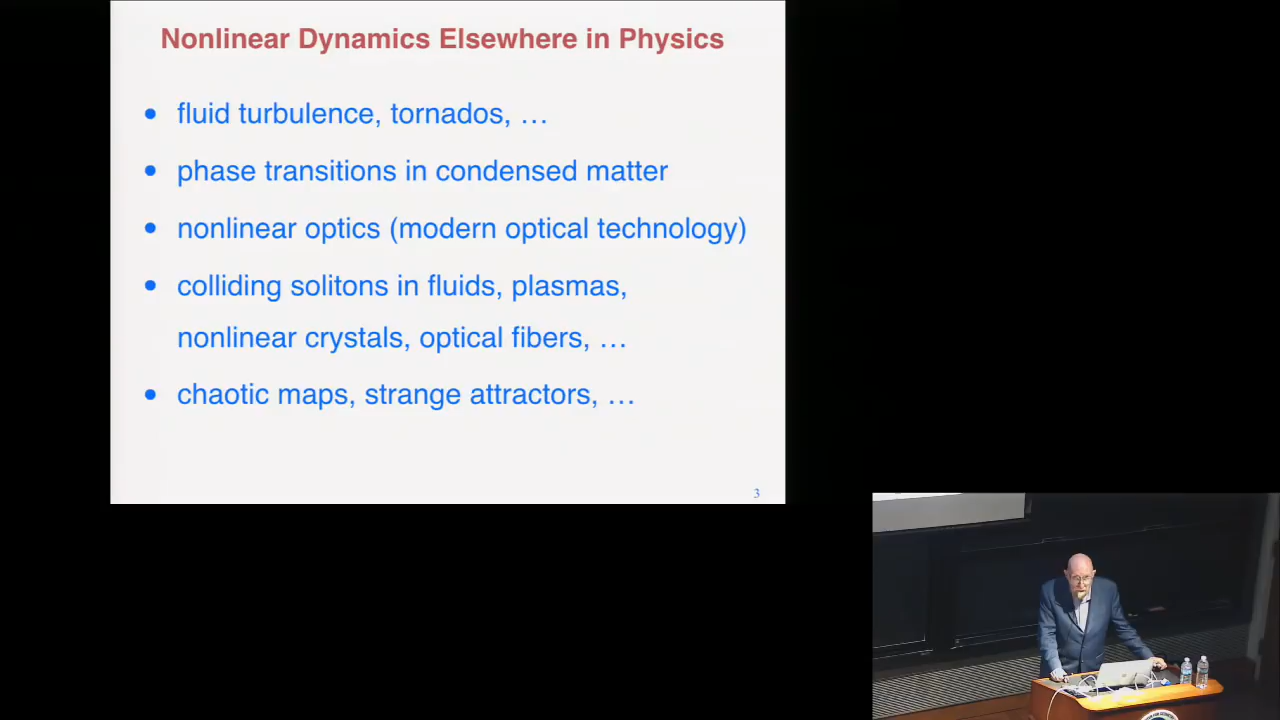 Nonlinear Dynamics Elsewhere in Physics
• fluid turbulence, tornados, …
• phase transitions in condensed matter
• nonlinear optics (modern optical technology)
• colliding solitons in fluids, plasmas,
nonlinear crystals, optical fibers, …
• chaotic maps, strange attractors, …
3